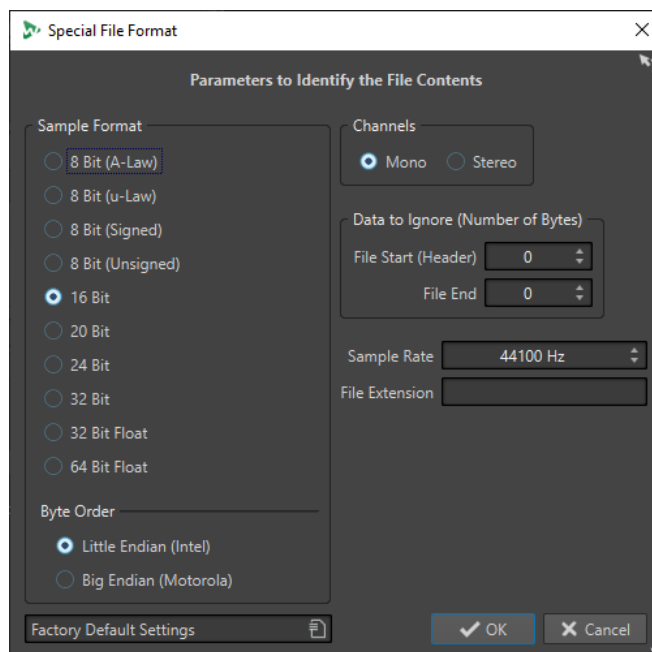 Special File Format
Parameters to Identify the File Contents
Sample Format
8 Bit (A-Law)
8 Bit (u-Law)
8 Bit (Signed)
8 Bit (Unsigned)
16 Bit
20 Bit
24 Bit
32 Bit
32 Bit Float
64 Bit Float
Byte Order
Little Endian (Intel)
Big Endian (Motorola)
Channels
Mono Stereo
Data to Ignore (Number of Bytes)
File Start (Header) 0
File End 0
Sample Rate 44100 Hz
File Extension
Factory Default Settings
OK Cancel